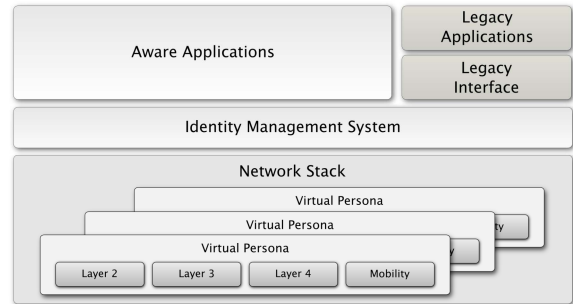 Aware Applications
Legacy
Applications
Legacy
Interface
Identity Management System
Network Stack
Virtual Persona
ty
Virtual Persona
y
Virtual Persona
Layer 2
Layer 3
Layer 4
Mobility